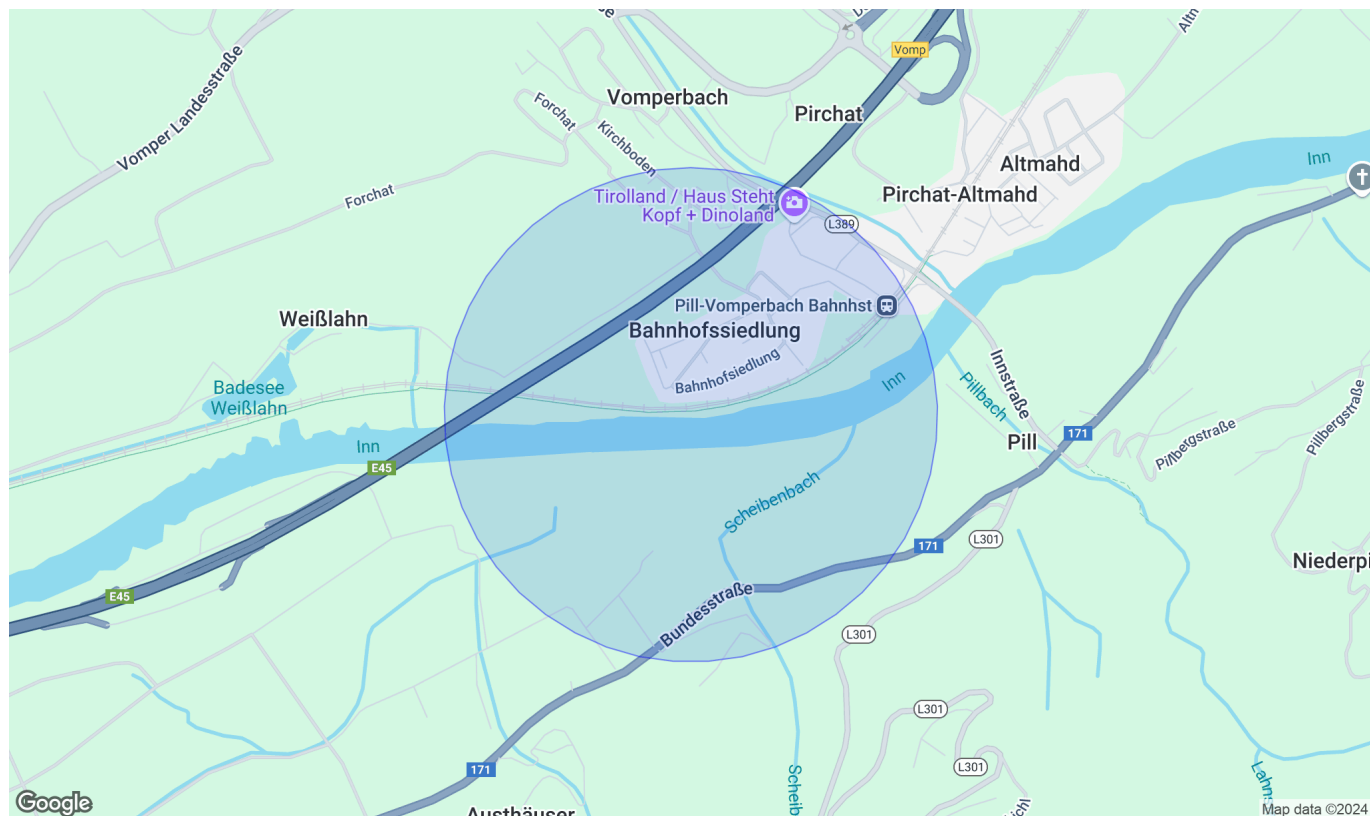 Vomp
Vomper Landesstraße
Vomperbach
Forchat
Pirchat
Kirchboden
Altmahd
Inn
Pirchat-Altmahd
Forchat
Tirolland / Haus Steht
Kopf + Dinoland
L389
Pill-Vomperbach Bahnhst
Weißlahn
Bahnhofssiedlung
Bahnhofsiedlung
Inn
Innstraße
Pillbach
Badesee
Weißlahn
Pillbergstraße
Pillbergstraße
Inn
171
Pill
E45
Scheibenbach
L301
171
Niederpi
E45
Bundesstraße
L301
L301
171
L301
Scheib
Lahn
Austhäuser
icht
Google
Map data ©2024